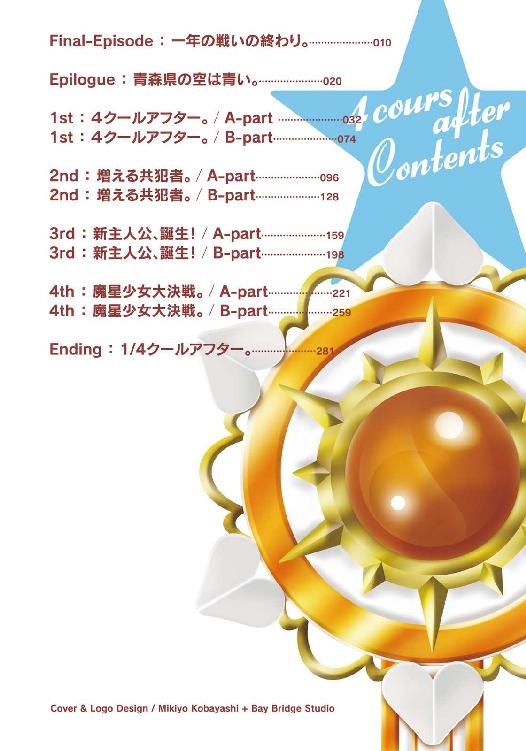 4 cours
after
Contents
Final-Episode：一年の戦いの終わり。…………………010
Epilogue：青森県の空は青い。…………………020
1st：4クールアフター。/ A-part …………………032
1st：4クールアフター。/ B-part…………………074
2nd：増える共犯者。/ A-part…………………096
2nd：増える共犯者。/ B-part…………………128
3rd：新主人公、誕生！/ A-part…………………159
3rd：新主人公、誕生！/ B-part…………………198
4th：魔星少女大決戦。/ A-part…………………221
4th：魔星少女大決戦。/ B-part…………………259
Ending：1/4クールアフター。…………………281
Cover & Logo Design / Mikiyo Kobayashi + Bay Bridge Studio